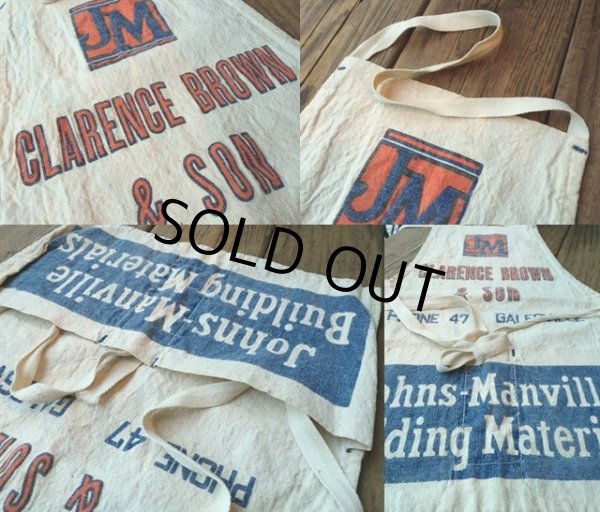 JM
CLARENCE BROWN
& SON
JM
SOLD OUT
Johns-Manville
Building Materials
PHONE 47
& SON
JM
CLARENCE BROWN
& SON
PHONE 47
ohns-Manvill
ding Materi